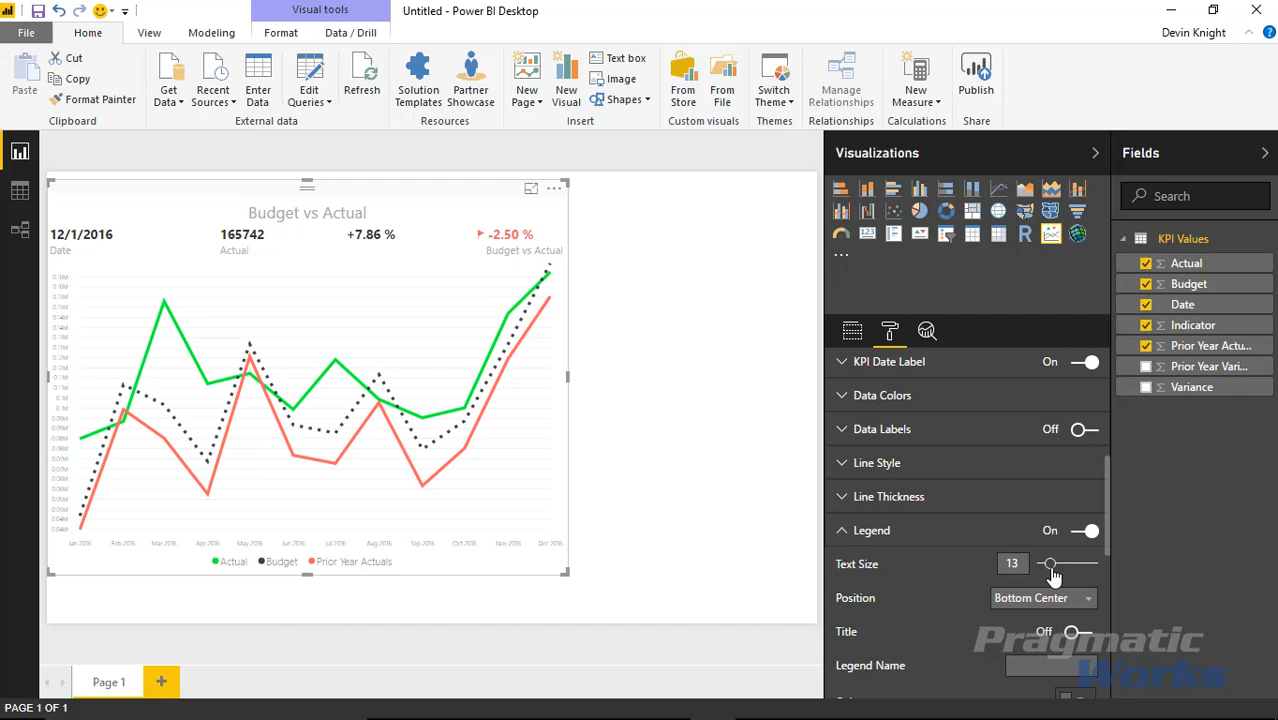 Visual tools
Untitled - Power BI Desktop
File
Home
View
Modeling
Format
Data / Drill
Devin Knight
Paste
Cut
Copy
Format Painter
Clipboard
Get Data
Recent Sources
Enter Data
Edit Queries
Refresh
External data
Solution Templates
Partner Showcase
Resources
New Page
New Visual
Text box
Image
Shapes
Insert
From Store
From File
Custom visuals
Switch Theme
Themes
Manage Relationships
Relationships
New Measure
Calculations
Publish
Share
Budget vs Actual
12/1/2016 165742 +7.86 % -2.50 %
Date Actual Budget vs Actual
Jan 2016 Feb 2016 Mar 2016 Apr 2016 May 2016 Jun 2016 Jul 2016 Aug 2016 Sep 2016 Oct 2016 Nov 2016 Dec 2016
Actual Budget Prior Year Actuals
Visualizations
R
KPI Date Label On
Data Colors
Data Labels Off
Line Style
Line Thickness
Legend On
Text Size 13
Position Bottom Center
Title Off
Legend Name
Fields
Search
KPI Values
Actual
Budget
Date
Indicator
Prior Year Actu...
Prior Year Vari...
Variance
Pragmatic
Works
Page 1
PAGE 1 OF 1